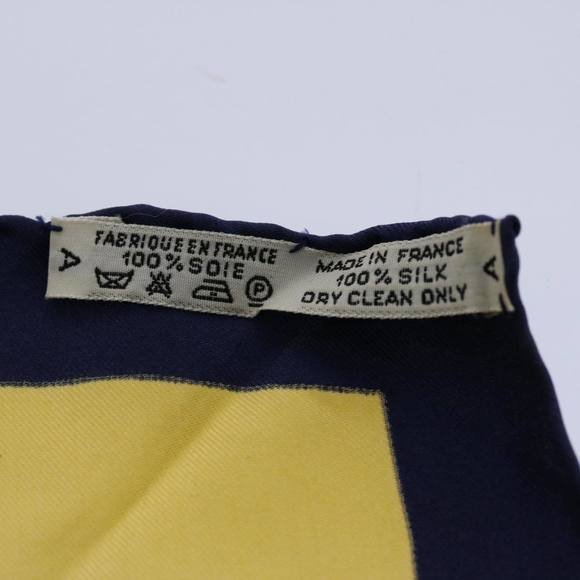 A
FABRIQUE EN FRANCE
100% SOIE
P
MADE IN FRANCE
100% SILK
DRY CLEAN ONLY
A